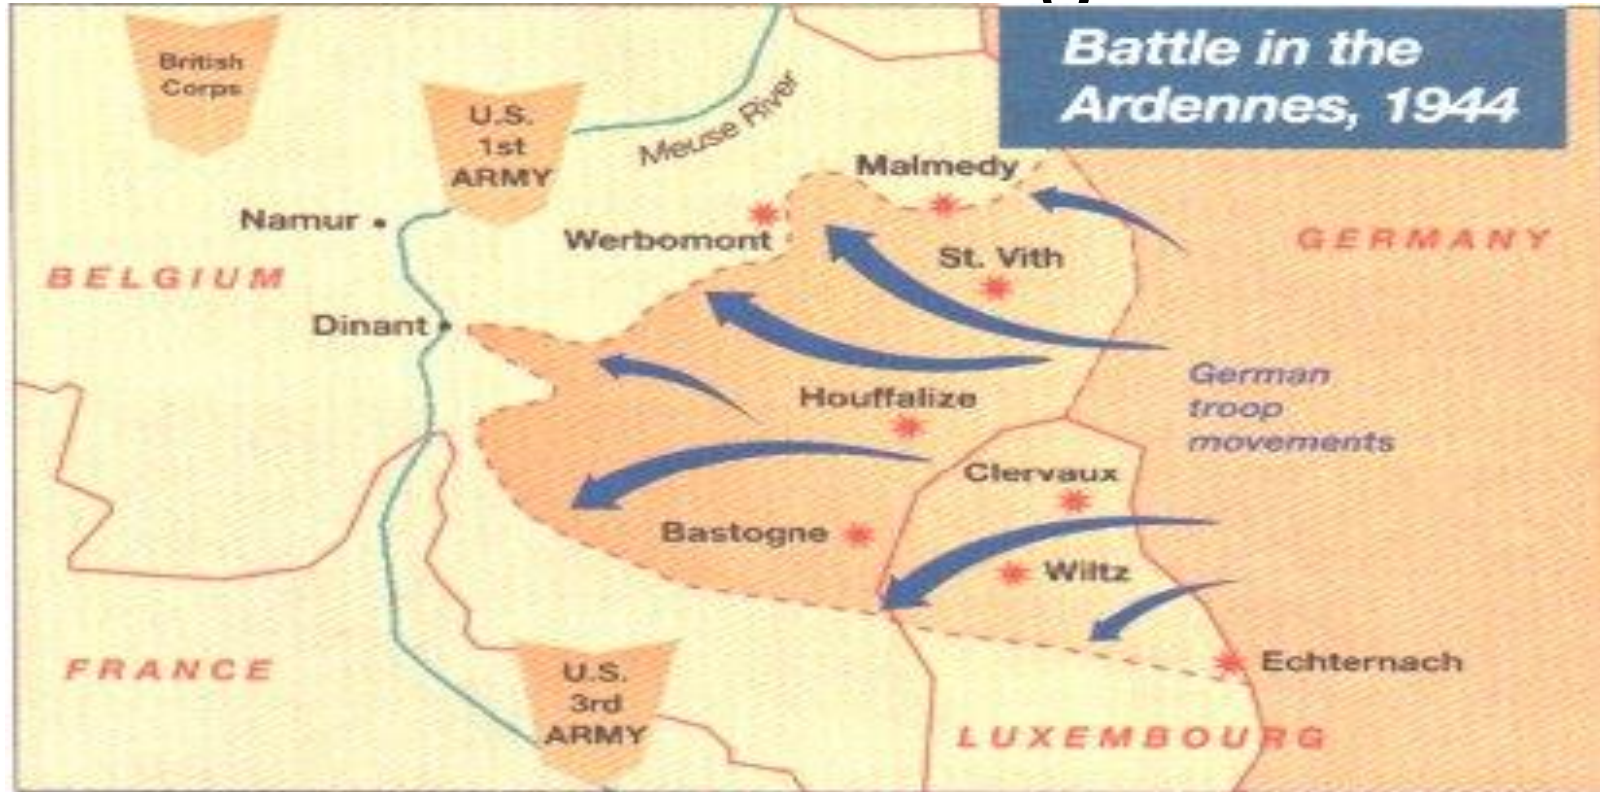 Battle in the
Ardennes, 1944
British
Corps
U.S.
1st
ARMY
Meuse River
Malmedy
Namur
Werbomont
St. Vith
GERMANY
BELGIUM
Dinant
German
troop
movements
Houffalize
Clervaux
Bastogne
Wiltz
Echternach
FRANCE
U.S.
3rd
ARMY
LUXEMBOURG